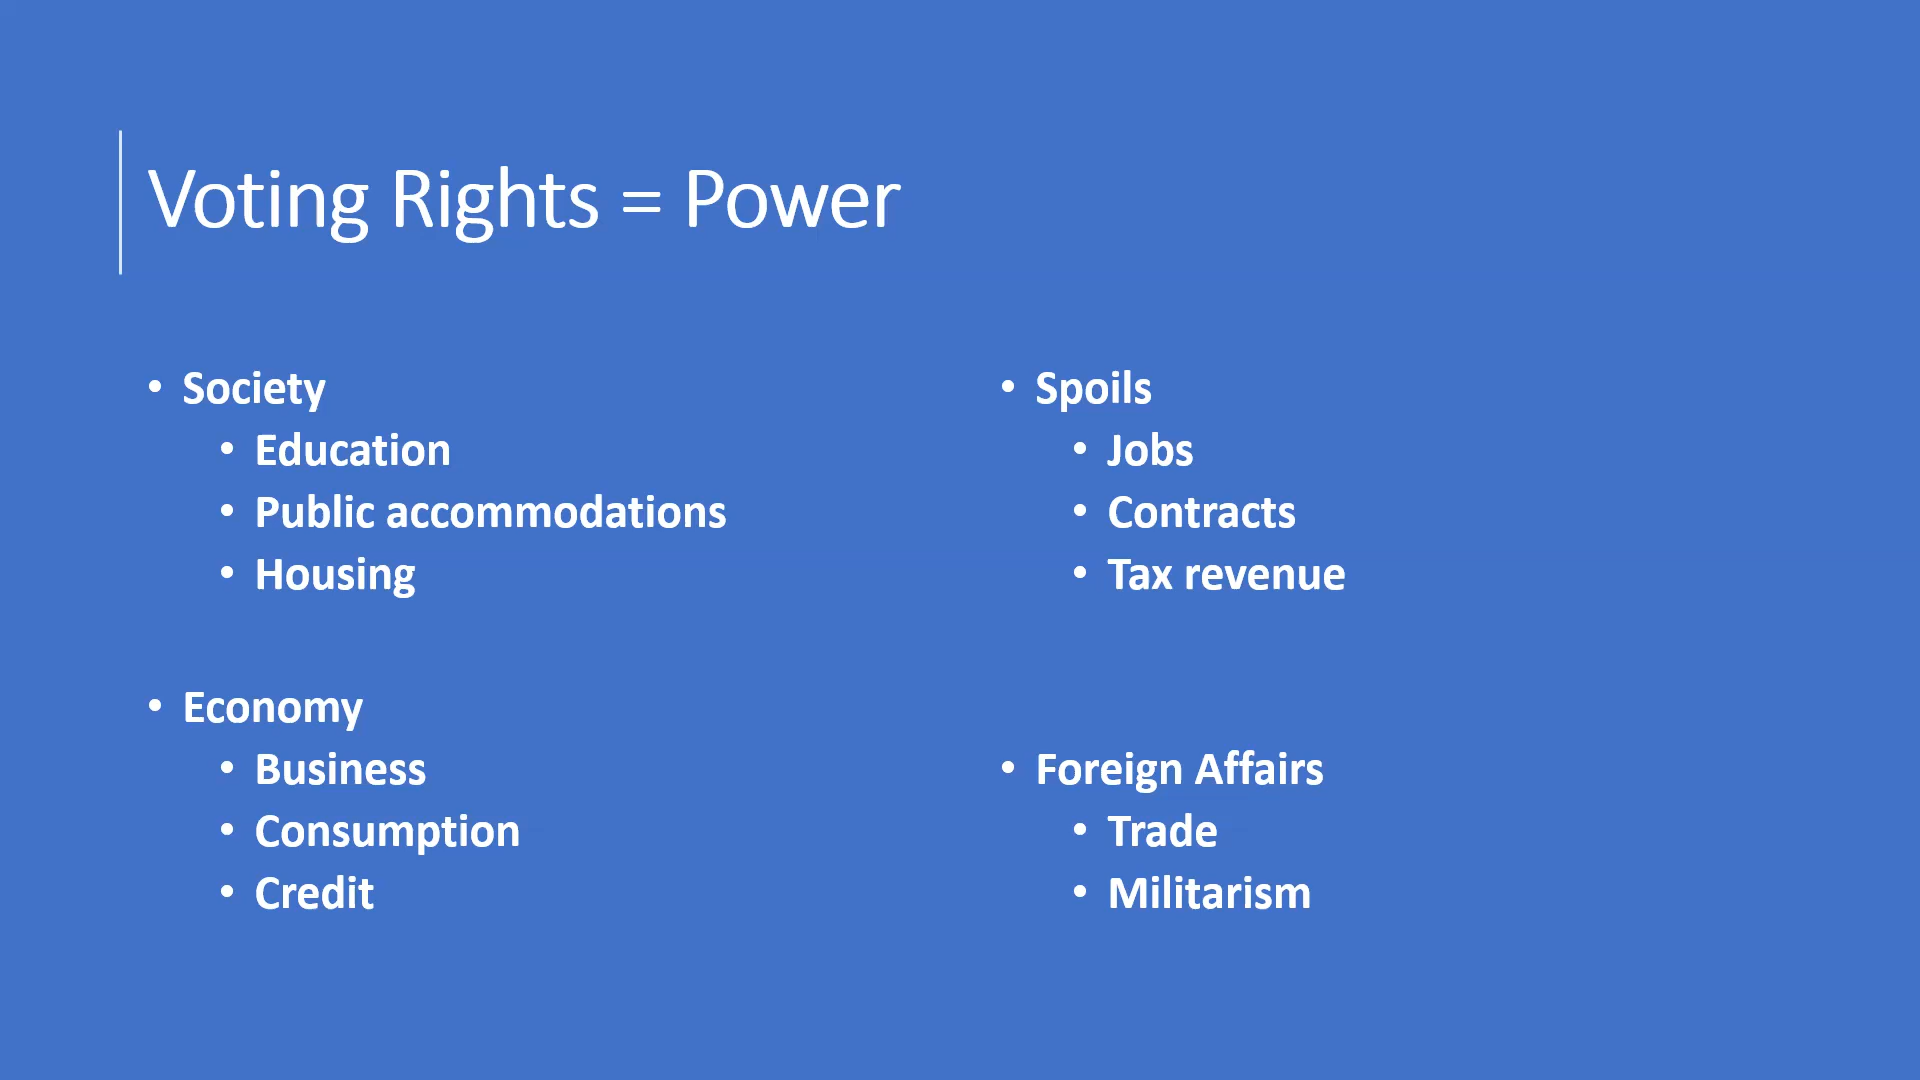 Voting Rights = Power
• Society
• Education
• Public accommodations
• Housing
• Economy
• Business
• Consumption
• Credit
• Spoils
• Jobs
• Contracts
• Tax revenue
• Foreign Affairs
• Trade
• Militarism